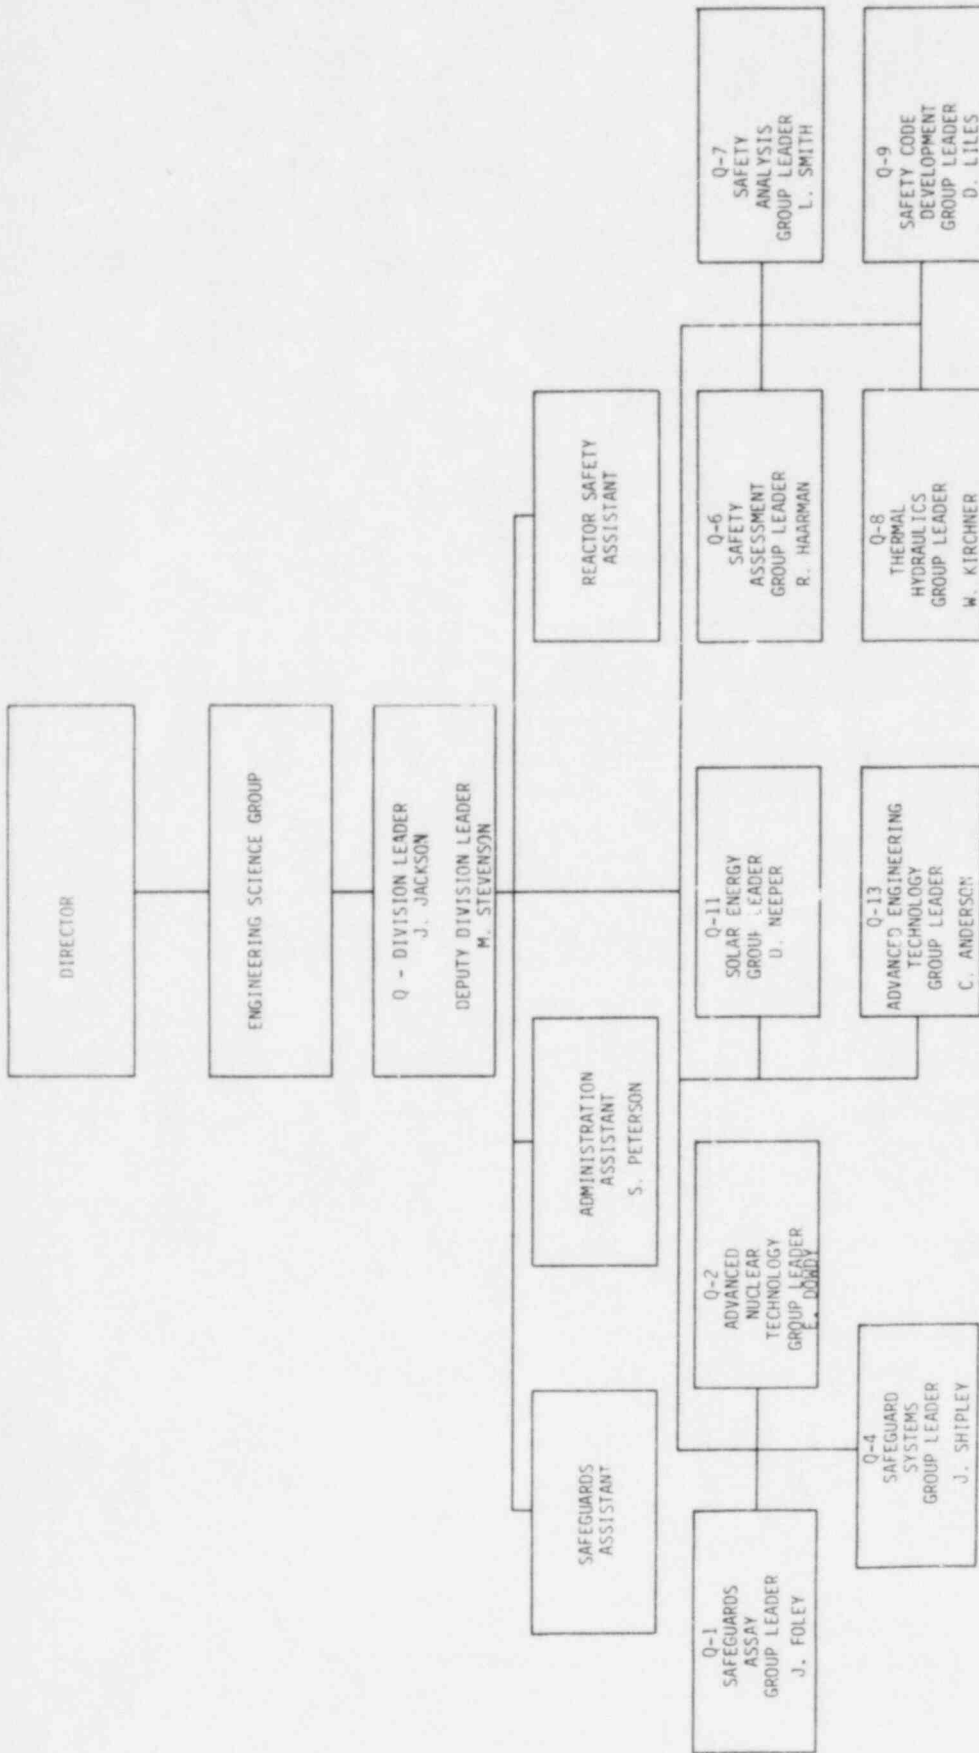 DIRECTOR
ENGINEERING SCIENCE GROUP
Q - DIVISION LEADER
J. JACKSON
DEPUTY DIVISION LEADER
M. STEVENSON
SAFEGUARDS
ASSISTANT
ADMINISTRATION
ASSISTANT
S. PETERSON
REACTOR SAFETY
ASSISTANT
Q-1
SAFEGUARDS
ASSAY
GROUP LEADER
J. FOLEY
Q-2
ADVANCED
NUCLEAR
TECHNOLOGY
GROUP LEADER
E. DOWDY
Q-11
SOLAR ENERGY
GROUP LEADER
D. NEEPER
Q-6
SAFETY
ASSESSMENT
GROUP LEADER
R. HAARMAN
Q-7
SAFETY
ANALYSIS
GROUP LEADER
L. SMITH
Q-4
SAFEGUARD
SYSTEMS
GROUP LEADER
J. SHIPLEY
Q-13
ADVANCED ENGINEERING
TECHNOLOGY
GROUP LEADER
C. ANDERSON
Q-8
THERMAL
HYDRAULICS
GROUP LEADER
W. KIRCHNER
Q-9
SAFETY CODE
DEVELOPMENT
GROUP LEADER
D. LILES